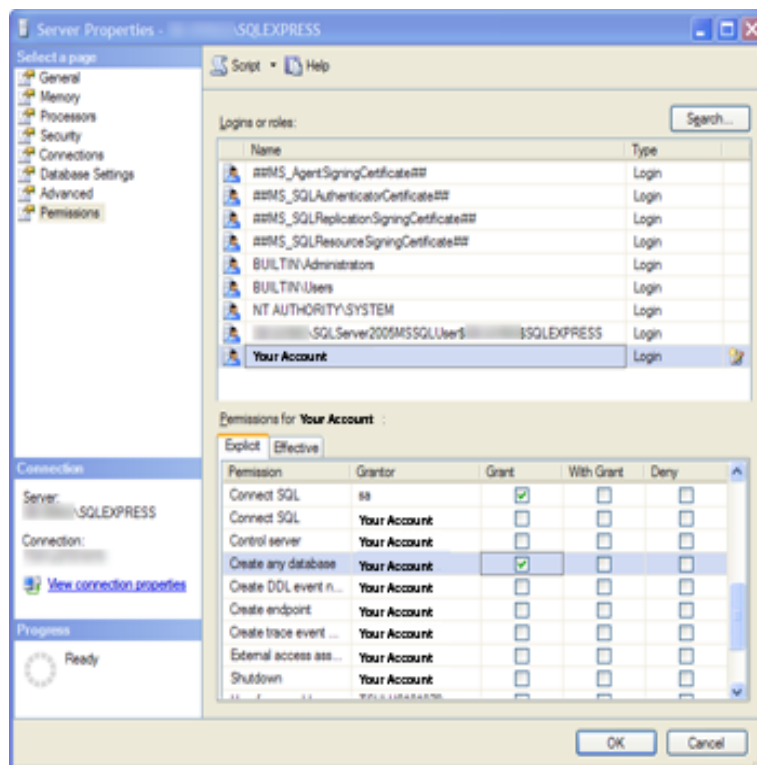 Server Properties - \SQLEXPRESS
Select a page
General
Memory
Processors
Security
Connections
Database Settings
Advanced
Permissions
Connection
Server:
\SQLEXPRESS
Connection:
View connection properties
Progress
Ready
Script Help
Logins or roles: Search...
Name Type
##MS_AgentSigningCertificate## Login
##MS_SQLAuthenticatorCertificate## Login
##MS_SQLReplicationSigningCertificate## Login
##MS_SQLResourceSigningCertificate## Login
BUILTIN\Administrators Login
BUILTIN\Users Login
NT AUTHORITY\SYSTEM Login
\SQLServer2005MSSQLUser$ $SQLEXPRESS Login
Your Account Login
Permissions for Your Account :
Explicit Effective
Permission Grantor Grant With Grant Deny
Connect SQL sa
Connect SQL Your Account
Control server Your Account
Create any database Your Account
Create DDL event n... Your Account
Create endpoint Your Account
Create trace event ... Your Account
External access ass... Your Account
Shutdown Your Account
OK Cancel